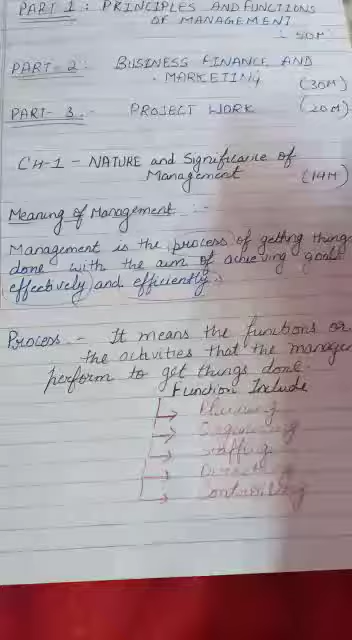 PART 1 : PRINCIPLES AND FUNCTIONS
OF MANAGEMENT
: 50M
PART - 2 : BUSINESS FINANCE AND
MARKETING
(30M)
PART - 3 :- PROJECT WORK (20M)
CH-1 - NATURE and Significance of
Management (14M)
Meaning of Management :-
Management is the process of getting things
done with the aim of achieving goals
effectively and efficiently.
Process :- It means the functions or
the activities that the manager
perform to get things done.
Function Include
→ Planning
→ Organising
→ Staffing
→
→ Controlling